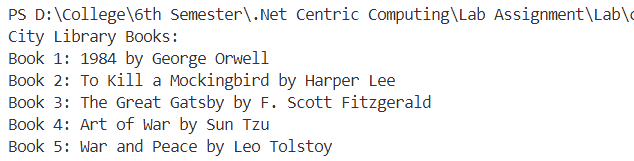 PS D:\College\6th Semester\.Net Centric Computing\Lab Assignment\Lab\
City Library Books:
Book 1: 1984 by George Orwell
Book 2: To Kill a Mockingbird by Harper Lee
Book 3: The Great Gatsby by F. Scott Fitzgerald
Book 4: Art of War by Sun Tzu
Book 5: War and Peace by Leo Tolstoy